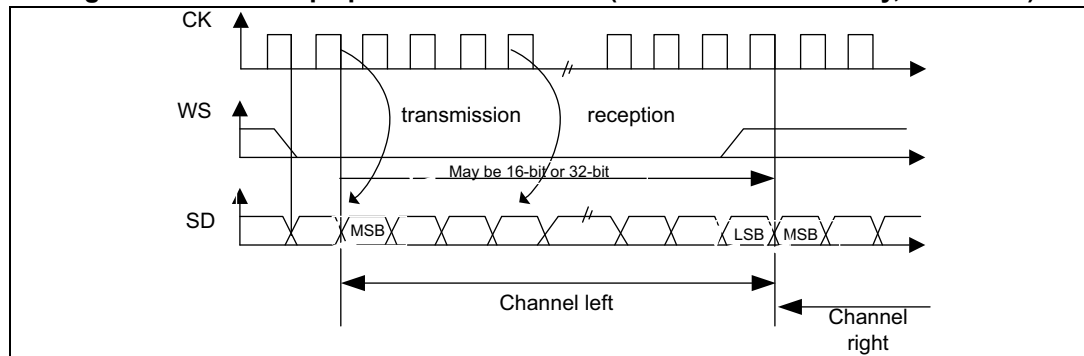 CK
WS
transmission
reception
May be 16-bit or 32-bit
SD
MSB
LSB
MSB
Channel left
Channel
right